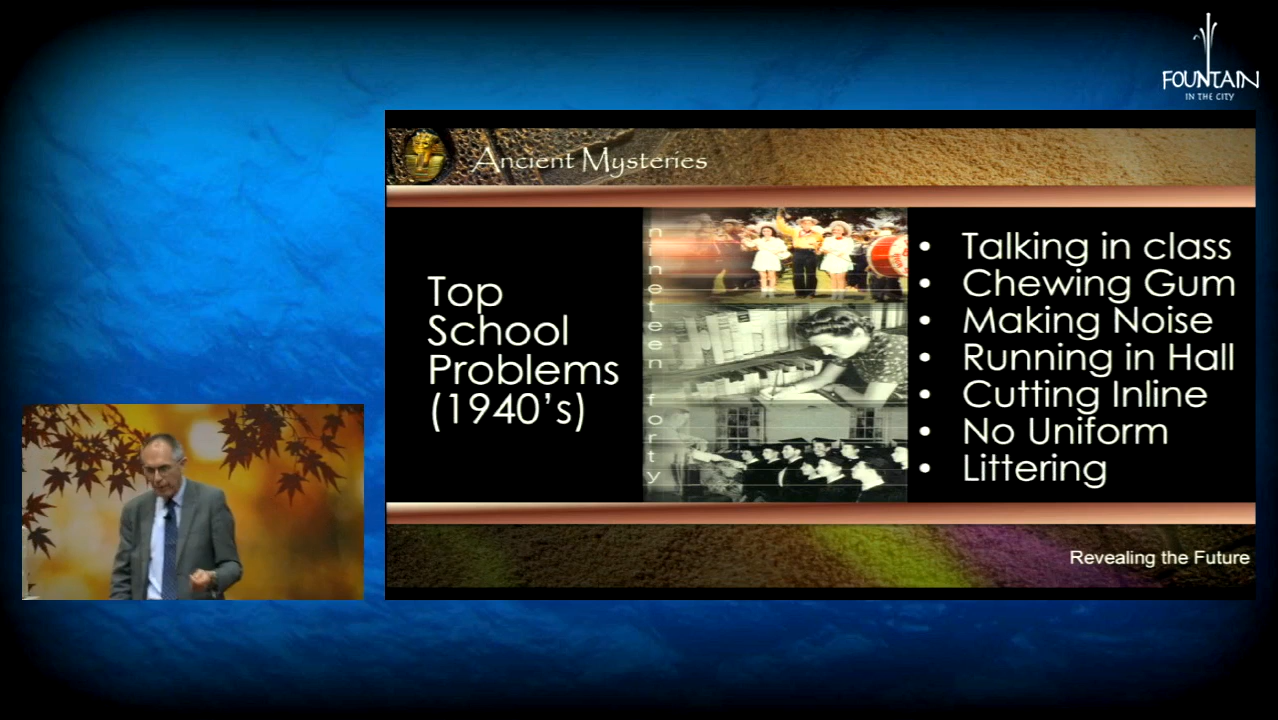 FOUNTAIN
IN THE CITY
Ancient Mysteries
Top
School
Problems
(1940's)
nineteen forty
• Talking in class
• Chewing Gum
• Making Noise
• Running in Hall
• Cutting Inline
• No Uniform
• Littering
Revealing the Future